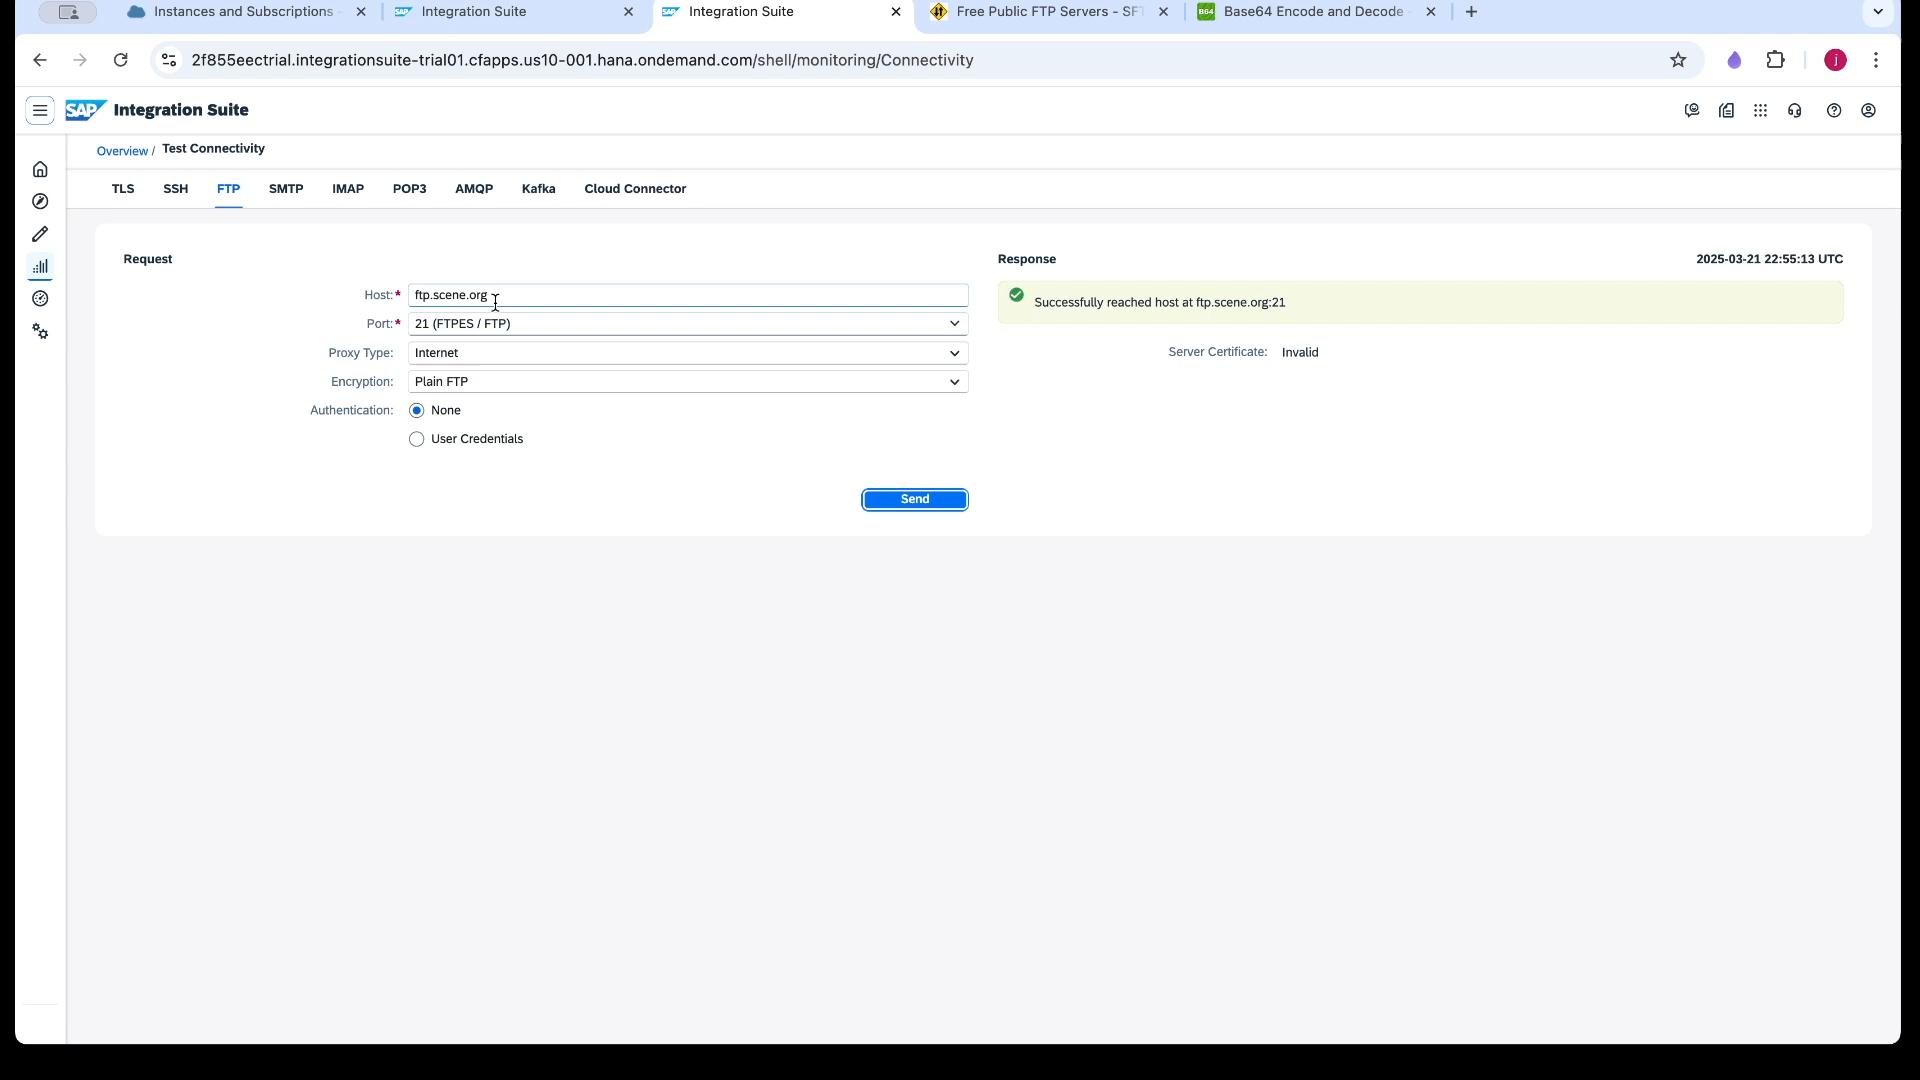 Instances and Subscriptions -
Integration Suite
Integration Suite
Free Public FTP Servers - SFT
B64
Base64 Encode and Decode -
2f855eectrial.integrationsuite-trial01.cfapps.us10-001.hana.ondemand.com/shell/monitoring/Connectivity
j
SAP Integration Suite
Overview / Test Connectivity
TLS SSH FTP SMTP IMAP POP3 AMQP Kafka Cloud Connector
Request
Host:* ftp.scene.org
Port:* 21 (FTPES / FTP)
Proxy Type: Internet
Encryption: Plain FTP
Authentication: None
User Credentials
Send
Response 2025-03-21 22:55:13 UTC
Successfully reached host at ftp.scene.org:21
Server Certificate: Invalid